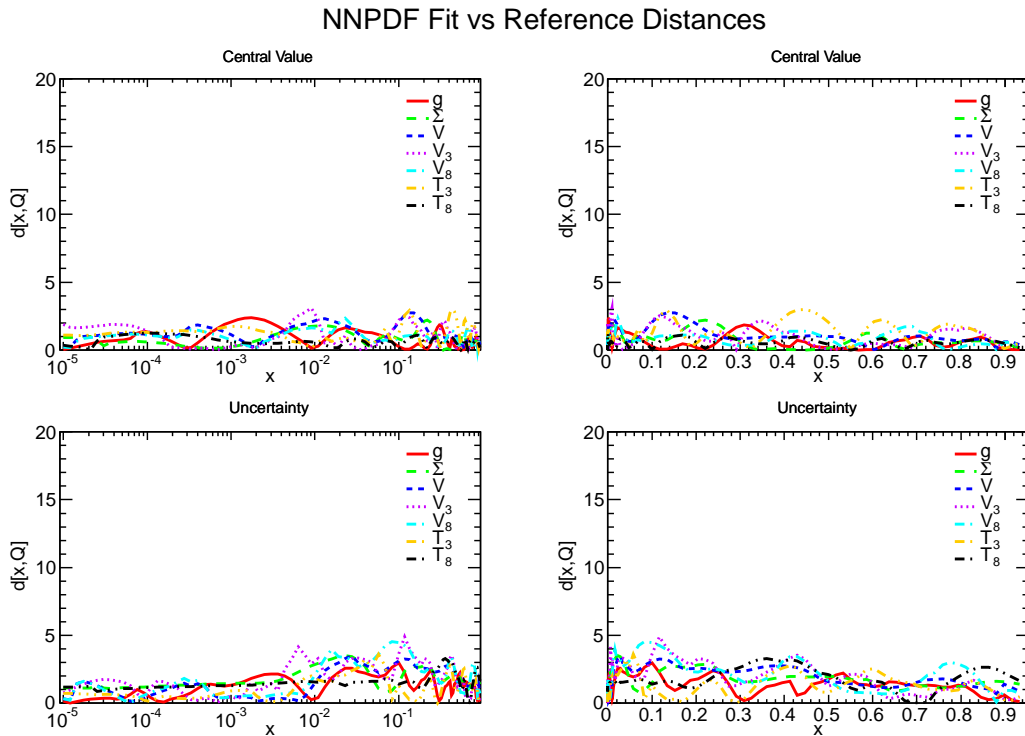 NNPDF Fit vs Reference Distances
Central Value
d[x,Q]
20
15
10
5
0
g
Σ
V
V₃
V₈
T₃
T₈
10⁻⁵
10⁻⁴
10⁻³
10⁻²
10⁻¹
x
Central Value
d[x,Q]
20
15
10
5
0
g
Σ
V
V₃
V₈
T₃
T₈
0
0.1
0.2
0.3
0.4
0.5
0.6
0.7
0.8
0.9
x
Uncertainty
d[x,Q]
20
15
10
5
0
g
Σ
V
V₃
V₈
T₃
T₈
10⁻⁵
10⁻⁴
10⁻³
10⁻²
10⁻¹
x
Uncertainty
d[x,Q]
20
15
10
5
0
g
Σ
V
V₃
V₈
T₃
T₈
0
0.1
0.2
0.3
0.4
0.5
0.6
0.7
0.8
0.9
x